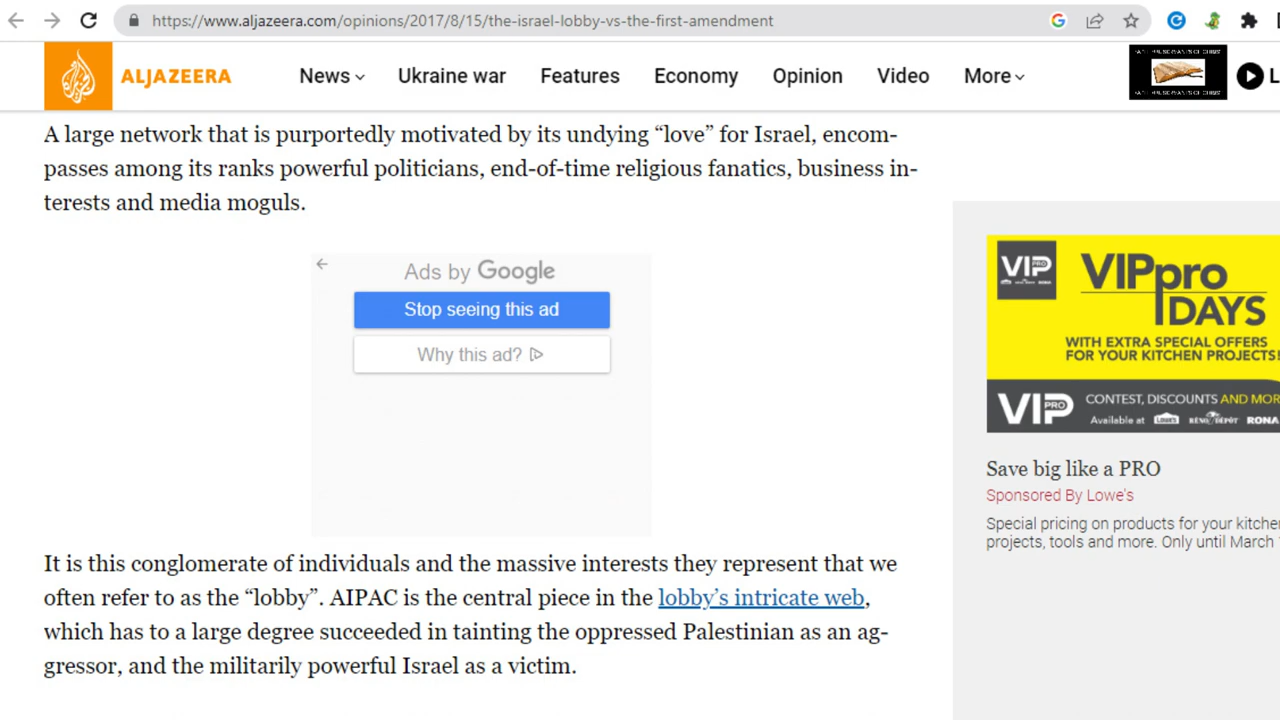 https://www.aljazeera.com/opinions/2017/8/15/the-israel-lobby-vs-the-first-amendment
ALJAZEERA
News
Ukraine war
Features
Economy
Opinion
Video
More
L
A large network that is purportedly motivated by its undying “love” for Israel, encom-
passes among its ranks powerful politicians, end-of-time religious fanatics, business in-
terests and media moguls.
Ads by Google
Stop seeing this ad
Why this ad?
VIP PRO
VIPpro
DAYS
WITH EXTRA SPECIAL OFFERS
FOR YOUR KITCHEN PROJECTS!
VIP PRO
CONTEST, DISCOUNTS AND MOR
Available at LOWE'S RENO DEPOT RONA
Save big like a PRO
Sponsored By Lowe's
Special pricing on products for your kitche
projects, tools and more. Only until March
It is this conglomerate of individuals and the massive interests they represent that we
often refer to as the “lobby”. AIPAC is the central piece in the lobby’s intricate web,
which has to a large degree succeeded in tainting the oppressed Palestinian as an ag-
gressor, and the militarily powerful Israel as a victim.